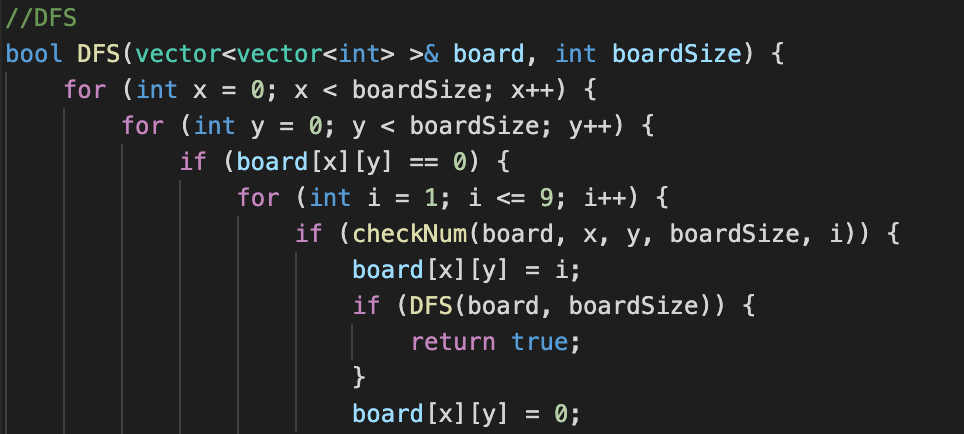 //DFS
bool DFS(vector<vector<int> >& board, int boardSize) {
    for (int x = 0; x < boardSize; x++) {
        for (int y = 0; y < boardSize; y++) {
            if (board[x][y] == 0) {
                for (int i = 1; i <= 9; i++) {
                    if (checkNum(board, x, y, boardSize, i)) {
                        board[x][y] = i;
                        if (DFS(board, boardSize)) {
                            return true;
                        }
                        board[x][y] = 0;